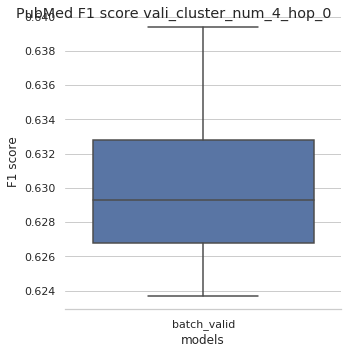 PubMed F1 score vali_cluster_num_4_hop_0
0.640
0.638
0.636
0.634
0.632
0.630
0.628
0.626
0.624
F1 score
batch_valid
models